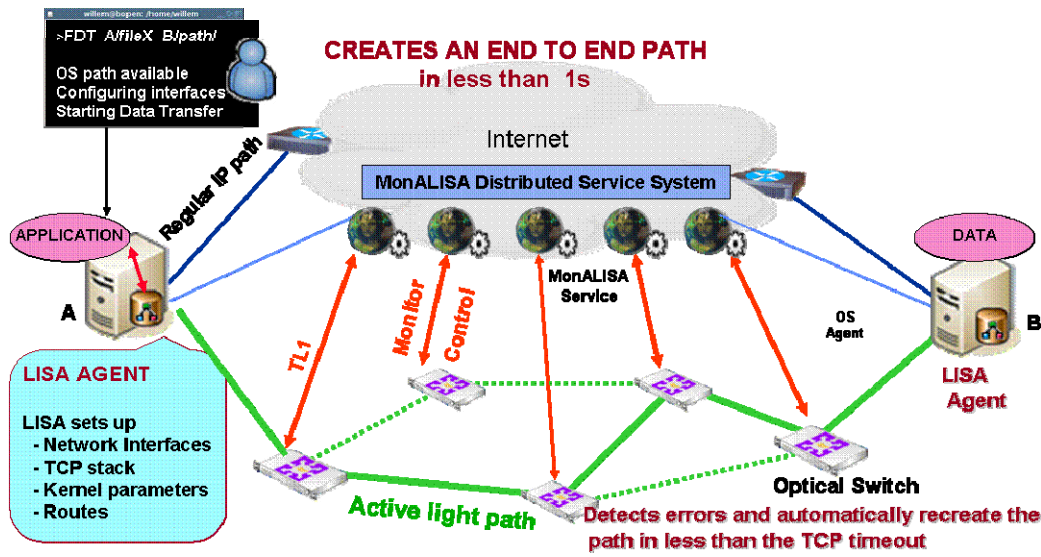 willem@bopen: /home/willem
>FDT A/fileX B/path/
OS path available
Configuring interfaces
Starting Data Transfer
CREATES AN END TO END PATH
in less than 1s
Internet
MonALISA Distributed Service System
Regular IP path
APPLICATION
DATA
A
B
MonALISA
Service
TL1
Monitor
Control
OS
Agent
LISA AGENT
LISA sets up
- Network Interfaces
- TCP stack
- Kernel parameters
- Routes
LISA
Agent
Active light path
Optical Switch
Detects errors and automatically recreate the
path in less than the TCP timeout